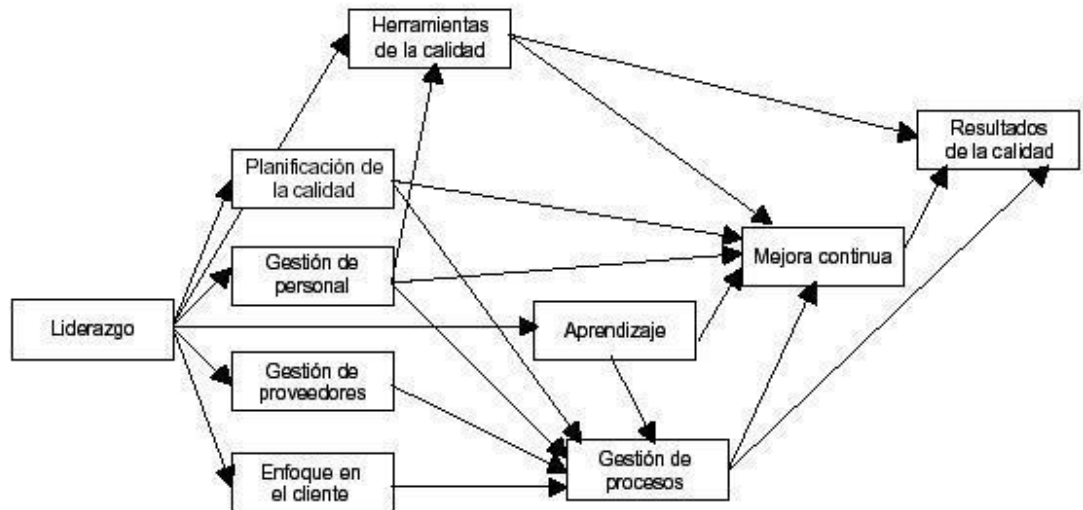 Herramientas
de la calidad
Resultados
de la calidad
Planificación de
la calidad
Gestión de
personal
Mejora continua
Liderazgo
Aprendizaje
Gestión de
proveedores
Gestión de
procesos
Enfoque en
el cliente